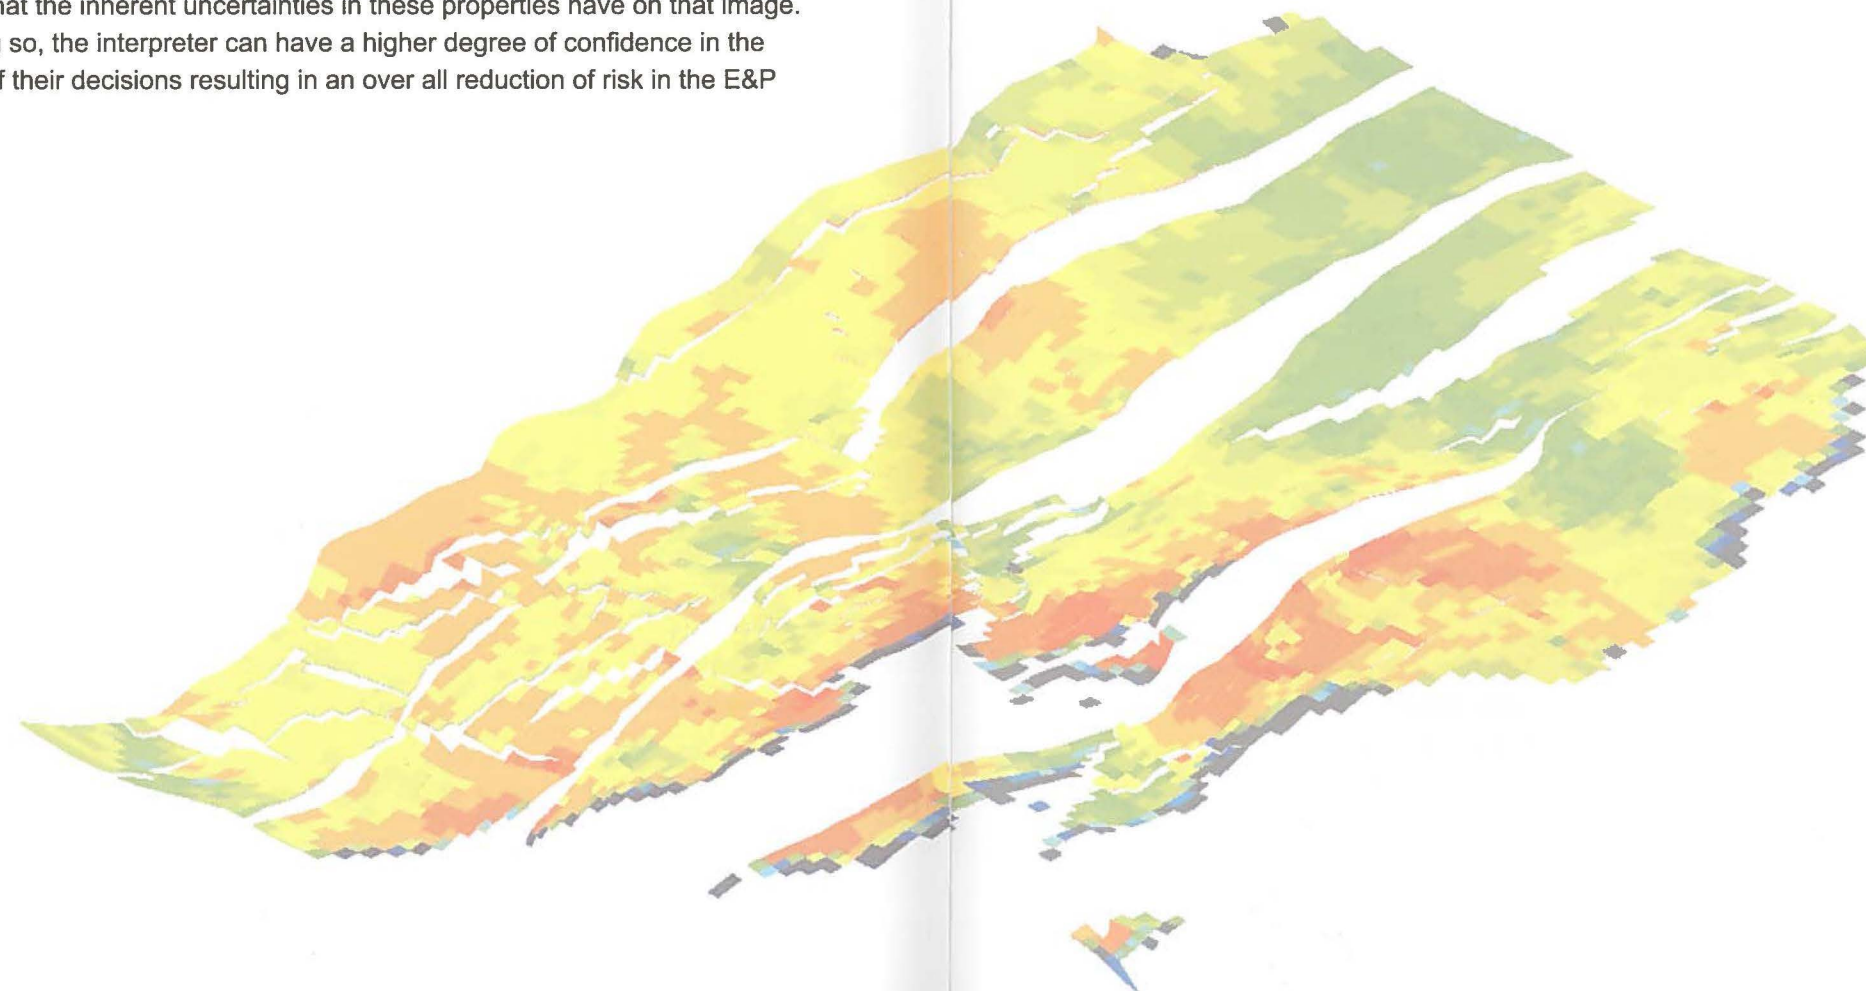 hat the inherent uncertainties in these properties have on that image.
so, the interpreter can have a higher degree of confidence in the
f their decisions resulting in an over all reduction of risk in the E&P